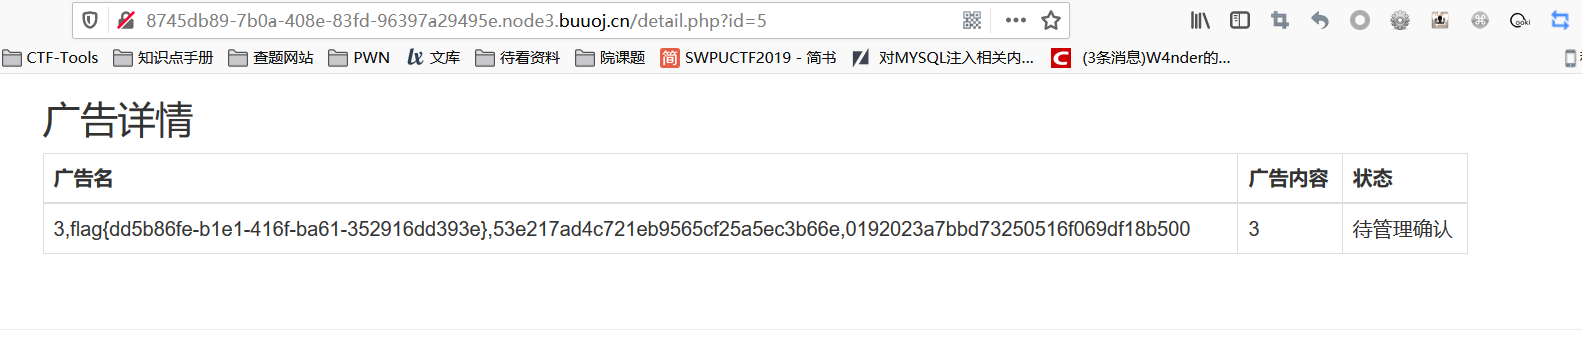 8745db89-7b0a-408e-83fd-96397a29495e.node3.buuoj.cn/detail.php?id=5
CTF-Tools 知识点手册 查题网站 PWN 文库 待看资料 院课题 简 SWPUCTF2019 - 简书 对MYSQL注入相关内... C (3条消息)W4nder的...
广告详情
广告名 广告内容 状态
3,flag{dd5b86fe-b1e1-416f-ba61-352916dd393e},53e217ad4c721eb9565cf25a5ec3b66e,0192023a7bbd73250516f069df18b500 3 待管理确认